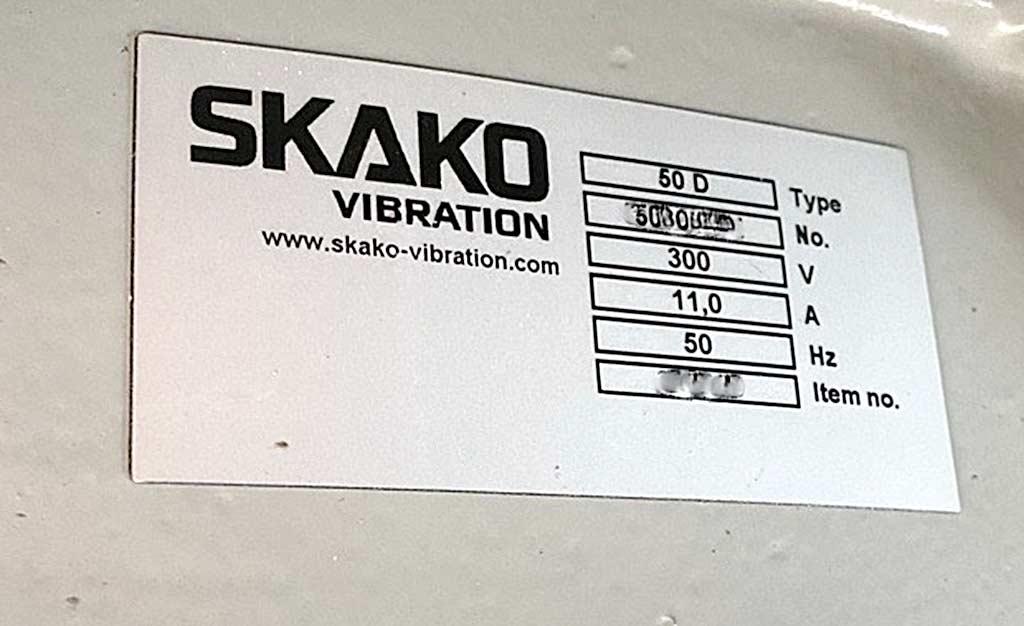 SKAKO
VIBRATION
www.skako-vibration.com
50 D Type
No.
300 V
11,0 A
50 Hz
Item no.